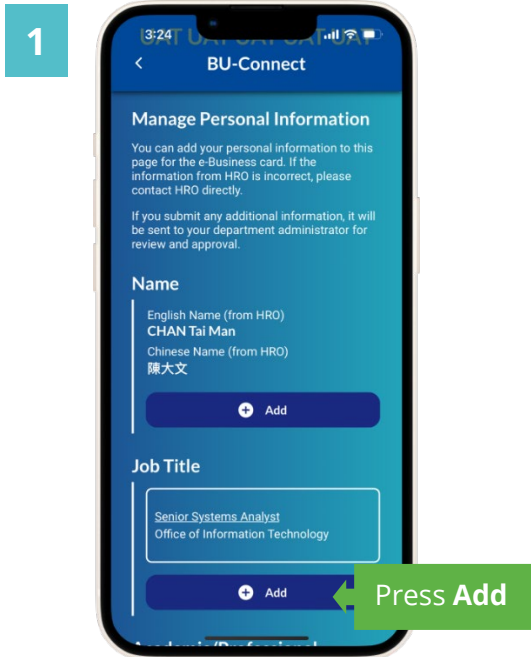 1
3:24
UAT UAT UAT UAT UAT
BU-Connect
Manage Personal Information
You can add your personal information to this
page for the e-Business card. If the
information from HRO is incorrect, please
contact HRO directly.
If you submit any additional information, it will
be sent to your department administrator for
review and approval.
Name
English Name (from HRO)
CHAN Tai Man
Chinese Name (from HRO)
陳大文
Add
Job Title
Senior Systems Analyst
Office of Information Technology
Add
Press Add
Academic/Professional